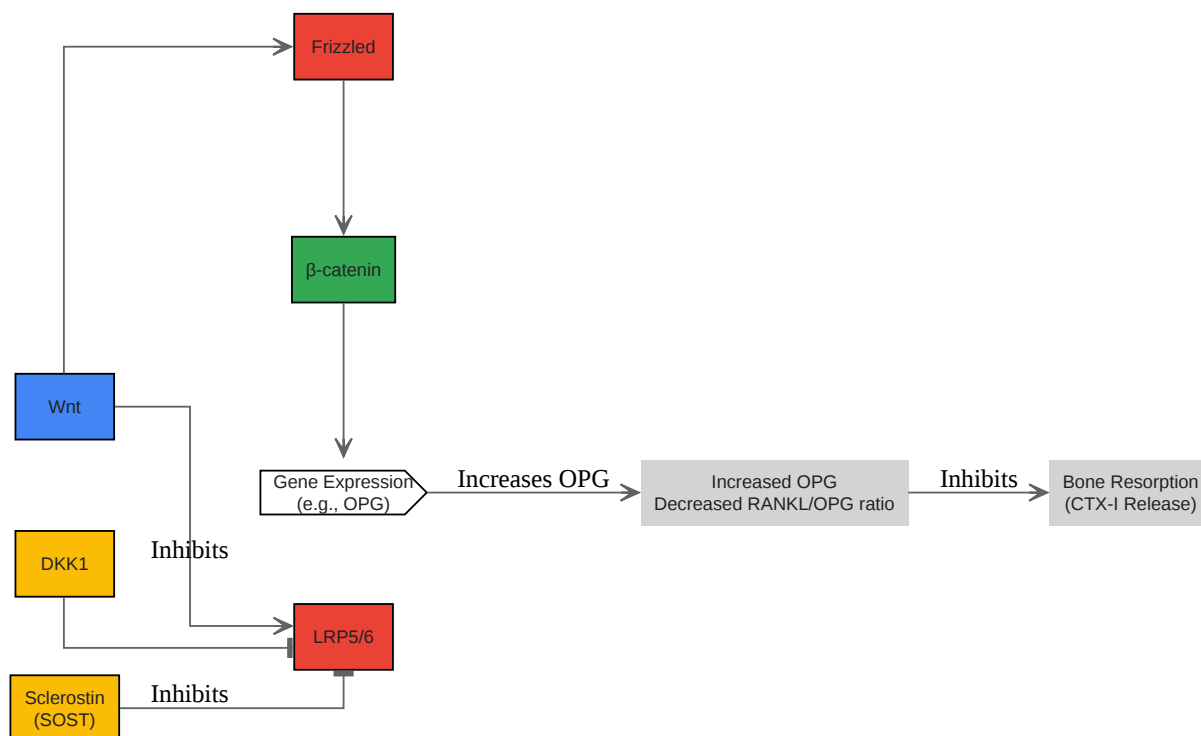 Frizzled
β-catenin
Wnt
Gene Expression
(e.g., OPG)
Increases OPG
Increased OPG
Decreased RANKL/OPG ratio
Inhibits
Bone Resorption
(CTX-I Release)
Inhibits
DKK1
LRP5/6
Sclerostin
(SOST)
Inhibits